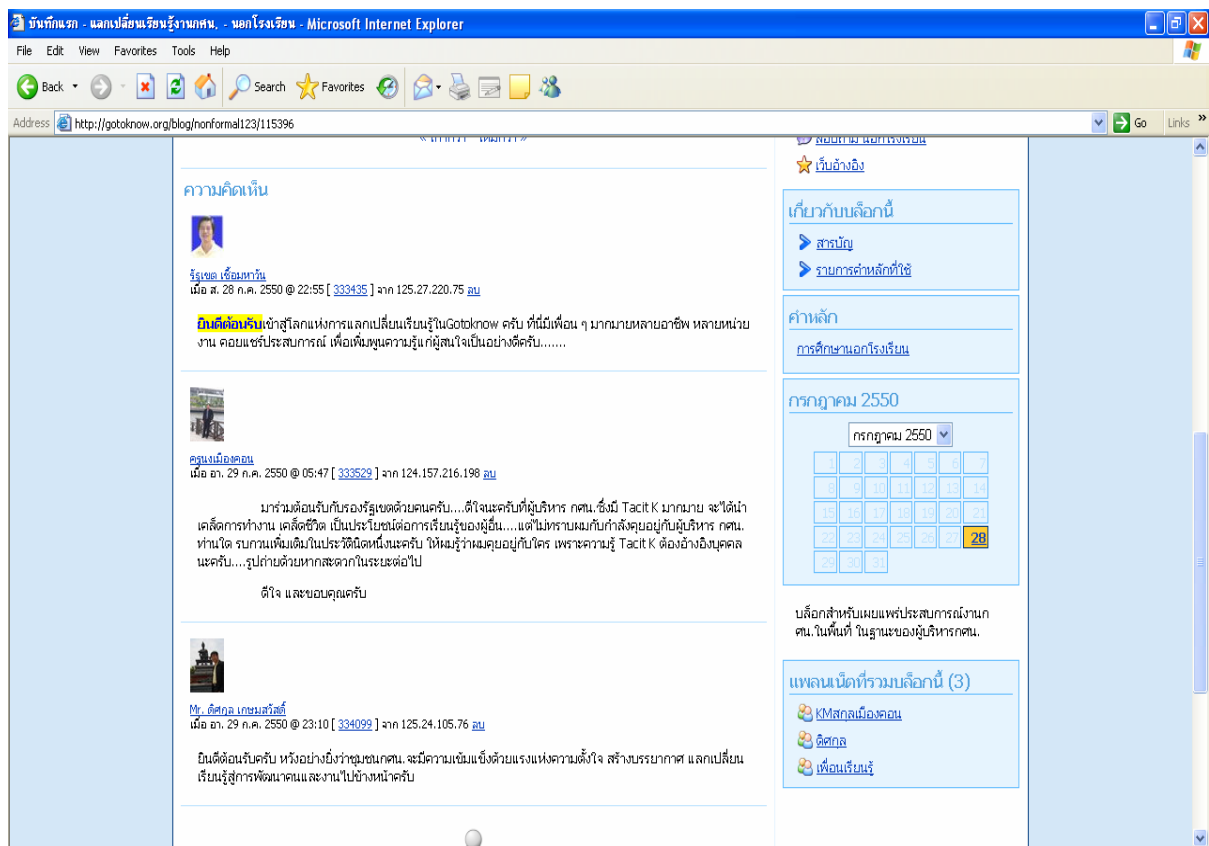 บันทึกแรก - แลกเปลี่ยนเรียนรู้งานกศน. - นอกโรงเรียน - Microsoft Internet Explorer
File Edit View Favorites Tools Help
Back Search Favorites
Address http://gotoknow.org/blog/nonformal123/115396 Go Links »
« เก่ากว่า ใหม่กว่า »
ความคิดเห็น
รัฐเขต เชื้อมหาวัน
เมื่อ ส. 28 ก.ค. 2550 @ 22:55 [ 333435 ] จาก 125.27.220.75 ลบ
ยินดีต้อนรับเข้าสู่โลกแห่งการแลกเปลี่ยนเรียนรู้ในGotoknow ครับ ที่นี่มีเพื่อน ๆ มากมายหลายอาชีพ หลายหน่วย
งาน คอยแชร์ประสบการณ์ เพื่อเพิ่มพูนความรู้แก่ผู้สนใจเป็นอย่างดีครับ.......
ครูนงเมืองคอน
เมื่อ อา. 29 ก.ค. 2550 @ 05:47 [ 333529 ] จาก 124.157.216.198 ลบ
มาร่วมต้อนรับกับรองรัฐเขตด้วยคนครับ....ดีใจนะครับที่ผู้บริหาร กศน.ซึ่งมี Tacit K มากมาย จะได้นำ
เคล็ดการทำงาน เคล็ดชีวิต เป็นประโยชน์ต่อการเรียนรู้ของผู้อื่น....แต่ไม่ทราบผมกับกำลังคุยอยู่กับผู้บริหาร กศน.
ท่านใด รบกวนเพิ่มเติมในประวัตินิดหนึ่งนะครับ ให้ผมรู้ว่าผมคุยอยู่กับใคร เพราะความรู้ Tacit K ต้องอ้างอิงบุคคล
นะครับ....รูปถ่ายด้วยหากสะดวกในระยะต่อไป
ดีใจ และขอบคุณครับ
Mr. ดิศกุล เกษมสวัสดิ์
เมื่อ อา. 29 ก.ค. 2550 @ 23:10 [ 334099 ] จาก 125.24.105.76 ลบ
ยินดีต้อนรับครับ หวังอย่างยิ่งว่าชุมชนกศน. จะมีความเข้มแข็งด้วยแรงแห่งความตั้งใจ สร้างบรรยากาศ แลกเปลี่ยน
เรียนรู้สู่การพัฒนาคนและงานไปข้างหน้าครับ
สอบถาม นอกโรงเรียน
เว็บอ้างอิง
เกี่ยวกับบล็อกนี้
สารบัญ
รายการคำหลักที่ใช้
คำหลัก
การศึกษานอกโรงเรียน
กรกฎาคม 2550
กรกฎาคม 2550
1 2 3 4 5 6 7
8 9 10 11 12 13 14
15 16 17 18 19 20 21
22 23 24 25 26 27 28
29 30 31
บล็อกสำหรับเผยแพร่ประสบการณ์งานก
ศน.ในพื้นที่ ในฐานะของผู้บริหารกศน.
แพลนเน็ตที่รวมบล็อกนี้ (3)
KMสกุลเมืองคอน
ดิศกุล
เพื่อนเรียนรู้